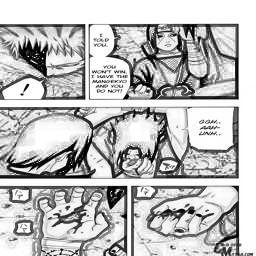 I
TOLD
YOU.
YOU
WON'T WIN.
I HAVE THE
MANGEKYO
AND YOU
DO NOT!
!
GGH..
AAH-
UNH..